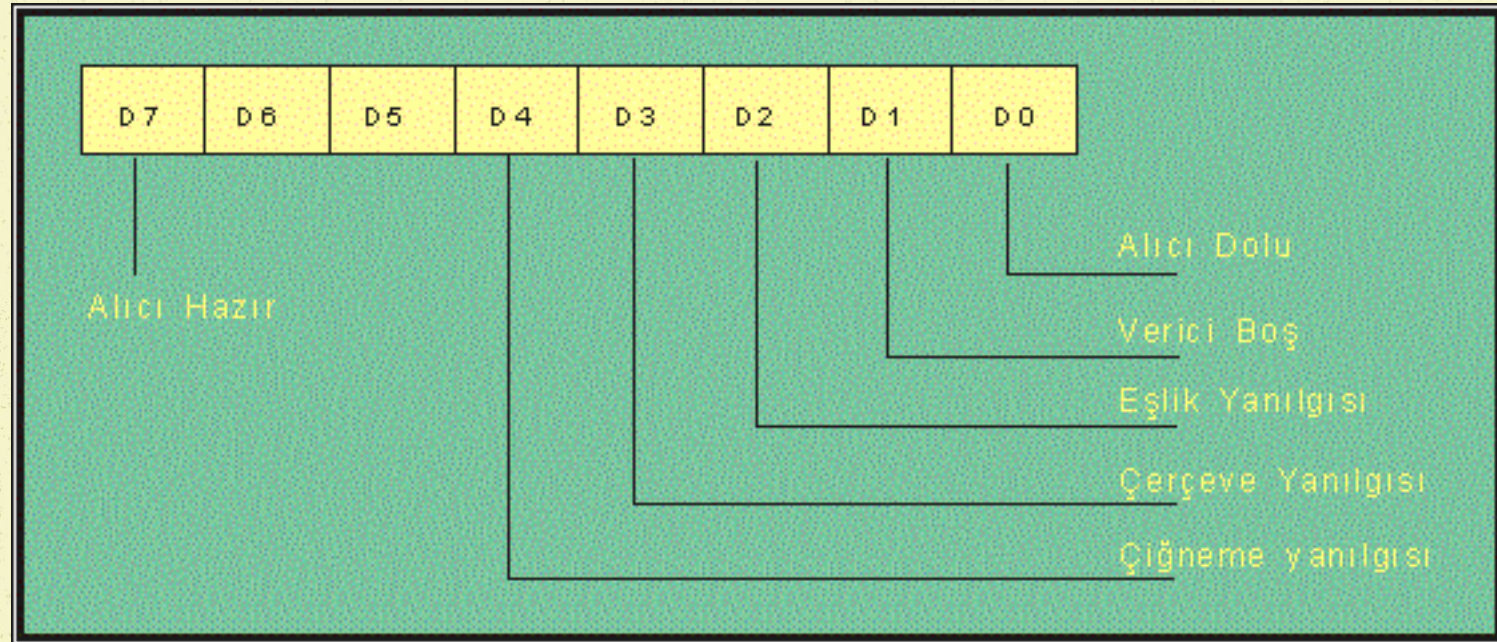 D7 D6 D5 D4 D3 D2 D1 D0
Alıcı Dolu
Alıcı Hazır
Verici Boş
Eşlik Yanılgısı
Çerçeve Yanılgısı
Çiğneme yanılgısı